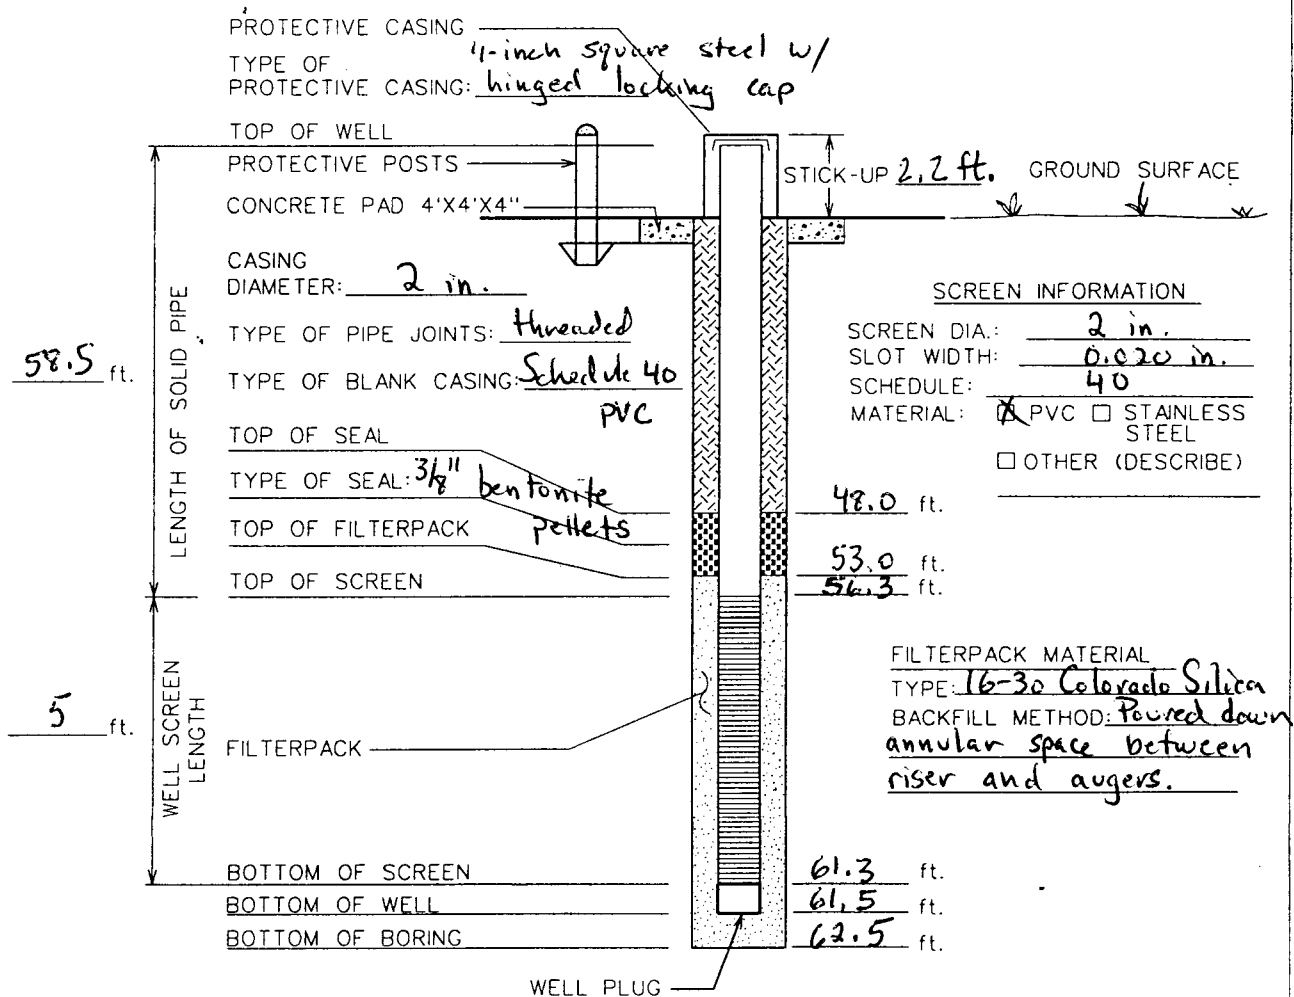 PROTECTIVE CASING
TYPE OF
PROTECTIVE CASING: 4-inch square steel w/
hinged locking cap
TOP OF WELL
PROTECTIVE POSTS
STICK-UP 2.2 ft. GROUND SURFACE
CONCRETE PAD 4'X4'X4"
CASING
DIAMETER: 2 in.
TYPE OF PIPE JOINTS: threaded
58.5 ft.
LENGTH OF SOLID PIPE
TYPE OF BLANK CASING: Schedule 40
PVC
SCREEN INFORMATION
SCREEN DIA.: 2 in.
SLOT WIDTH: 0.020 in.
SCHEDULE: 40
MATERIAL: PVC □ STAINLESS
STEEL
□ OTHER (DESCRIBE)
TOP OF SEAL
48.0 ft.
TYPE OF SEAL: 3/8" bentonite
pellets
TOP OF FILTERPACK
53.0 ft.
TOP OF SCREEN
56.3 ft.
5 ft.
WELL SCREEN
LENGTH
FILTERPACK
FILTERPACK MATERIAL
TYPE: 16-30 Colorado Silica
BACKFILL METHOD: Poured down
annular space between
riser and augers.
BOTTOM OF SCREEN
61.3 ft.
BOTTOM OF WELL
61.5 ft.
BOTTOM OF BORING
62.5 ft.
WELL PLUG